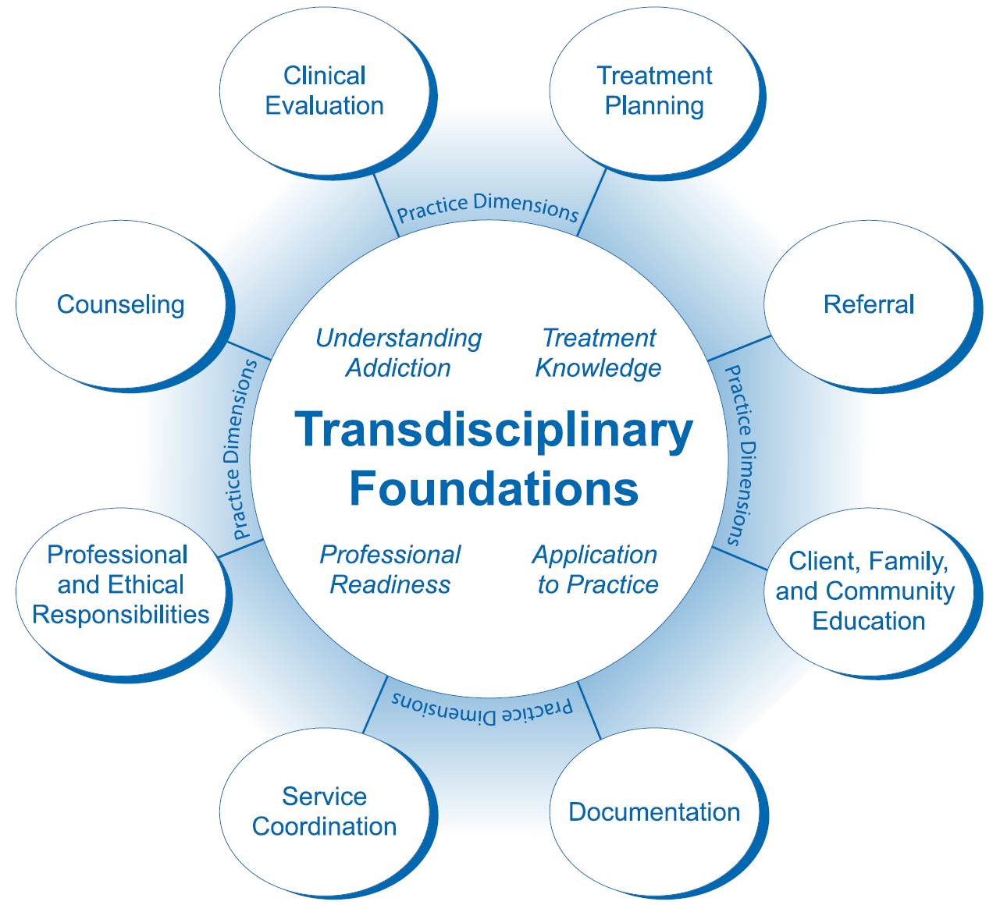 Clinical
Evaluation
Treatment
Planning
Practice Dimensions
Counseling
Referral
Understanding
Addiction
Treatment
Knowledge
Practice Dimensions
Practice Dimensions
Transdisciplinary
Foundations
Professional
and Ethical
Responsibilities
Professional
Readiness
Application
to Practice
Client, Family,
and Community
Education
Practice Dimensions
Service
Coordination
Documentation